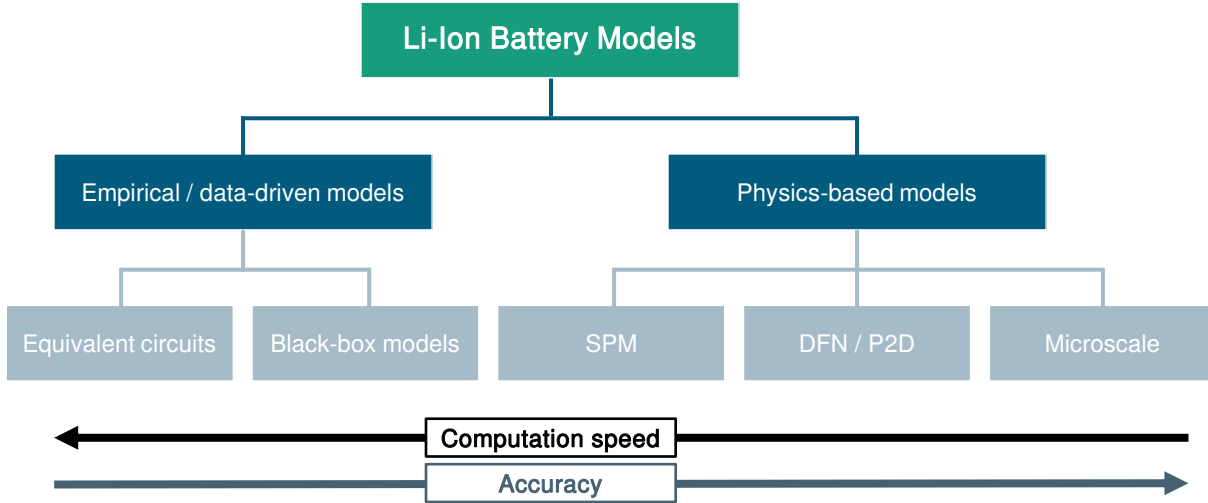 Li-Ion Battery Models
Empirical / data-driven models
Physics-based models
Equivalent circuits
Black-box models
SPM
DFN / P2D
Microscale
Computation speed
Accuracy